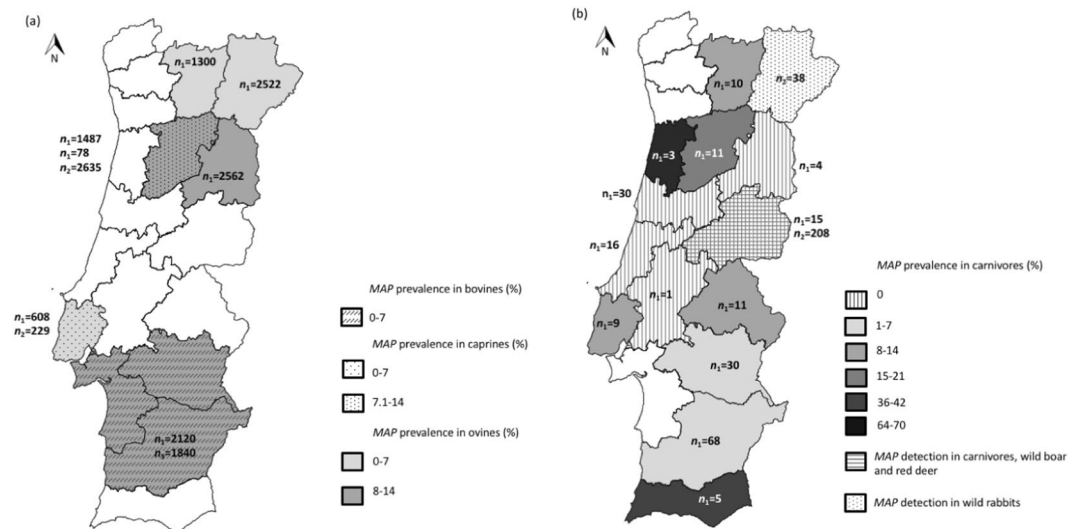 (a)
N
n₁=1300
n₁=2522
n₁=1487
n₁=78
n₂=2635
n₁=2562
n₁=608
n₂=229
n₁=2120
n₃=1840
MAP prevalence in bovines (%)
0-7
MAP prevalence in caprines (%)
0-7
7.1-14
MAP prevalence in ovines (%)
0-7
8-14
(b)
N
n₁=10
n₂=38
n₁=3
n₁=11
n₁=4
n₁=30
n₁=15
n₂=208
n₁=16
n₁=1
n₁=11
n₁=9
n₁=30
n₁=68
n₁=5
MAP prevalence in carnivores (%)
0
1-7
8-14
15-21
36-42
64-70
MAP detection in carnivores, wild boar
and red deer
MAP detection in wild rabbits